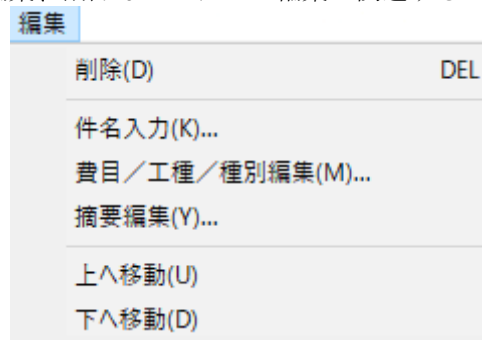 編集
削除(D) DEL
件名入力(K)...
費目／工種／種別編集(M)...
摘要編集(Y)...
上へ移動(U)
下へ移動(D)